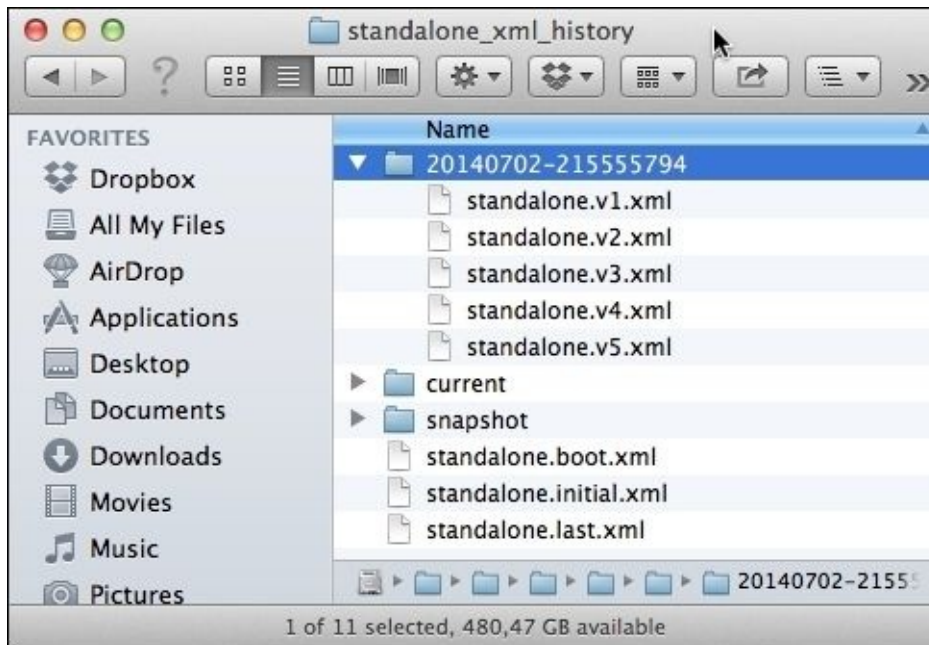 standalone_xml_history
FAVORITES
Dropbox
All My Files
AirDrop
Applications
Desktop
Documents
Downloads
Movies
Music
Pictures
Name
20140702-215555794
standalone.v1.xml
standalone.v2.xml
standalone.v3.xml
standalone.v4.xml
standalone.v5.xml
current
snapshot
standalone.boot.xml
standalone.initial.xml
standalone.last.xml
20140702-2155
1 of 11 selected, 480,47 GB available